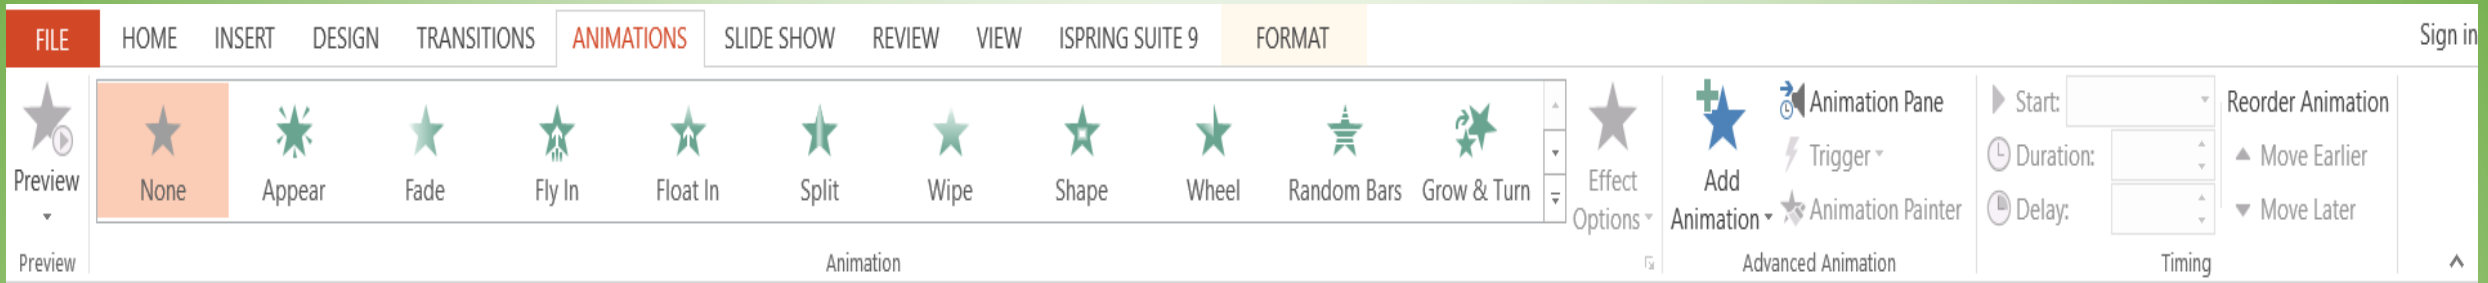 FILE HOME INSERT DESIGN TRANSITIONS ANIMATIONS SLIDE SHOW REVIEW VIEW ISPRING SUITE 9 FORMAT Sign in
Preview
Preview
None Appear Fade Fly In Float In Split Wipe Shape Wheel Random Bars Grow & Turn
Effect
Options
Animation
Add
Animation
Animation Pane
Trigger
Animation Painter
Advanced Animation
Start:
Duration:
Delay:
Reorder Animation
Move Earlier
Move Later
Timing